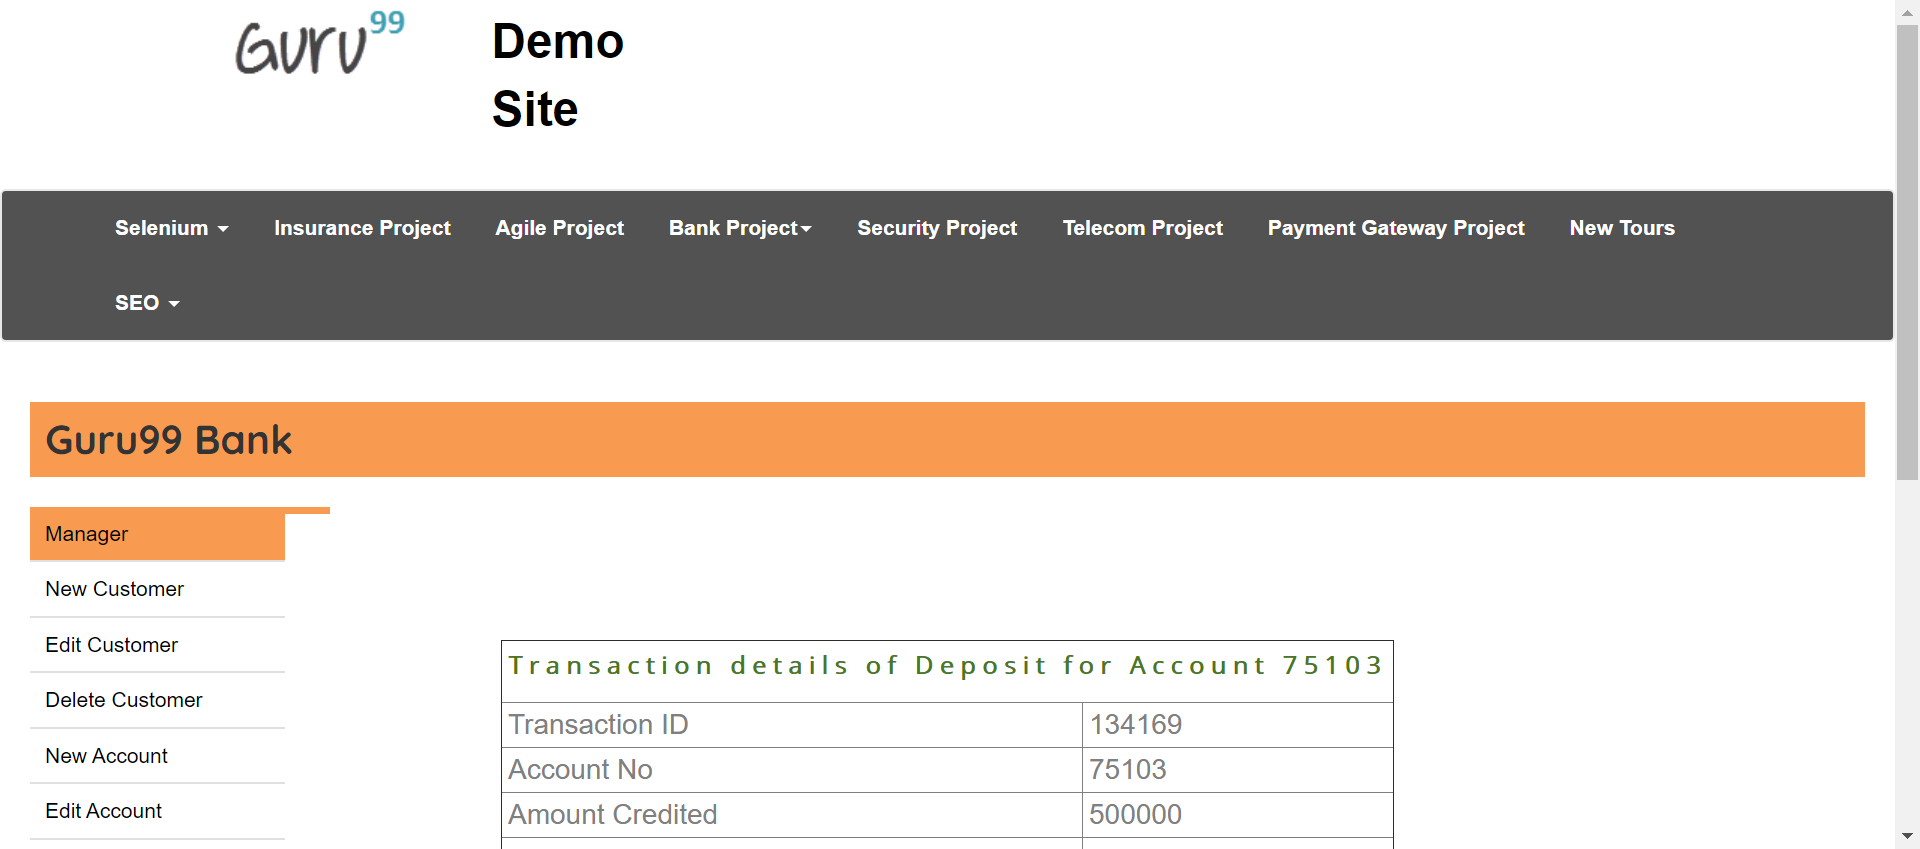 Guru99
Demo
Site
Selenium Insurance Project Agile Project Bank Project Security Project Telecom Project Payment Gateway Project New Tours
SEO
Guru99 Bank
Manager
New Customer
Edit Customer
Delete Customer
New Account
Edit Account
Transaction details of Deposit for Account 75103
Transaction ID 134169
Account No 75103
Amount Credited 500000